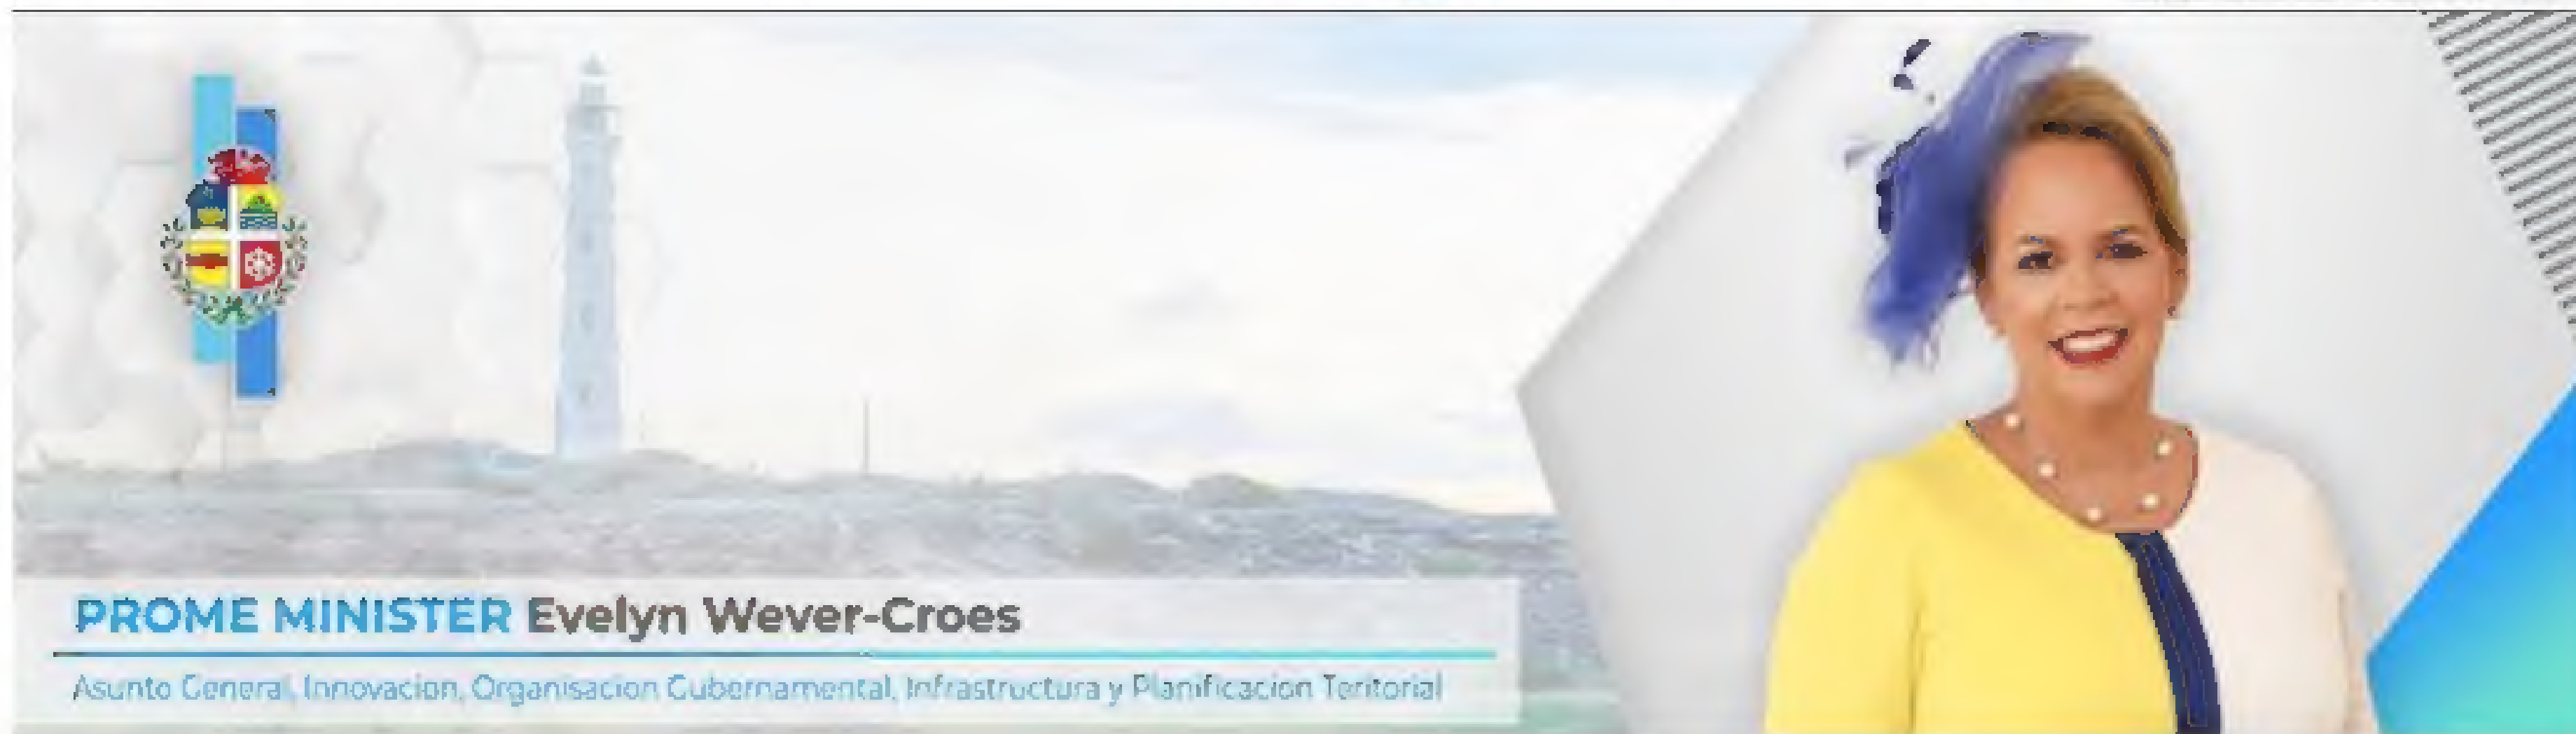 PROME MINISTER Evelyn Wever-Croes
Asunto General, Innovacion, Organisacion Gubernamental, Infrastructura y Planificacion Teritorial